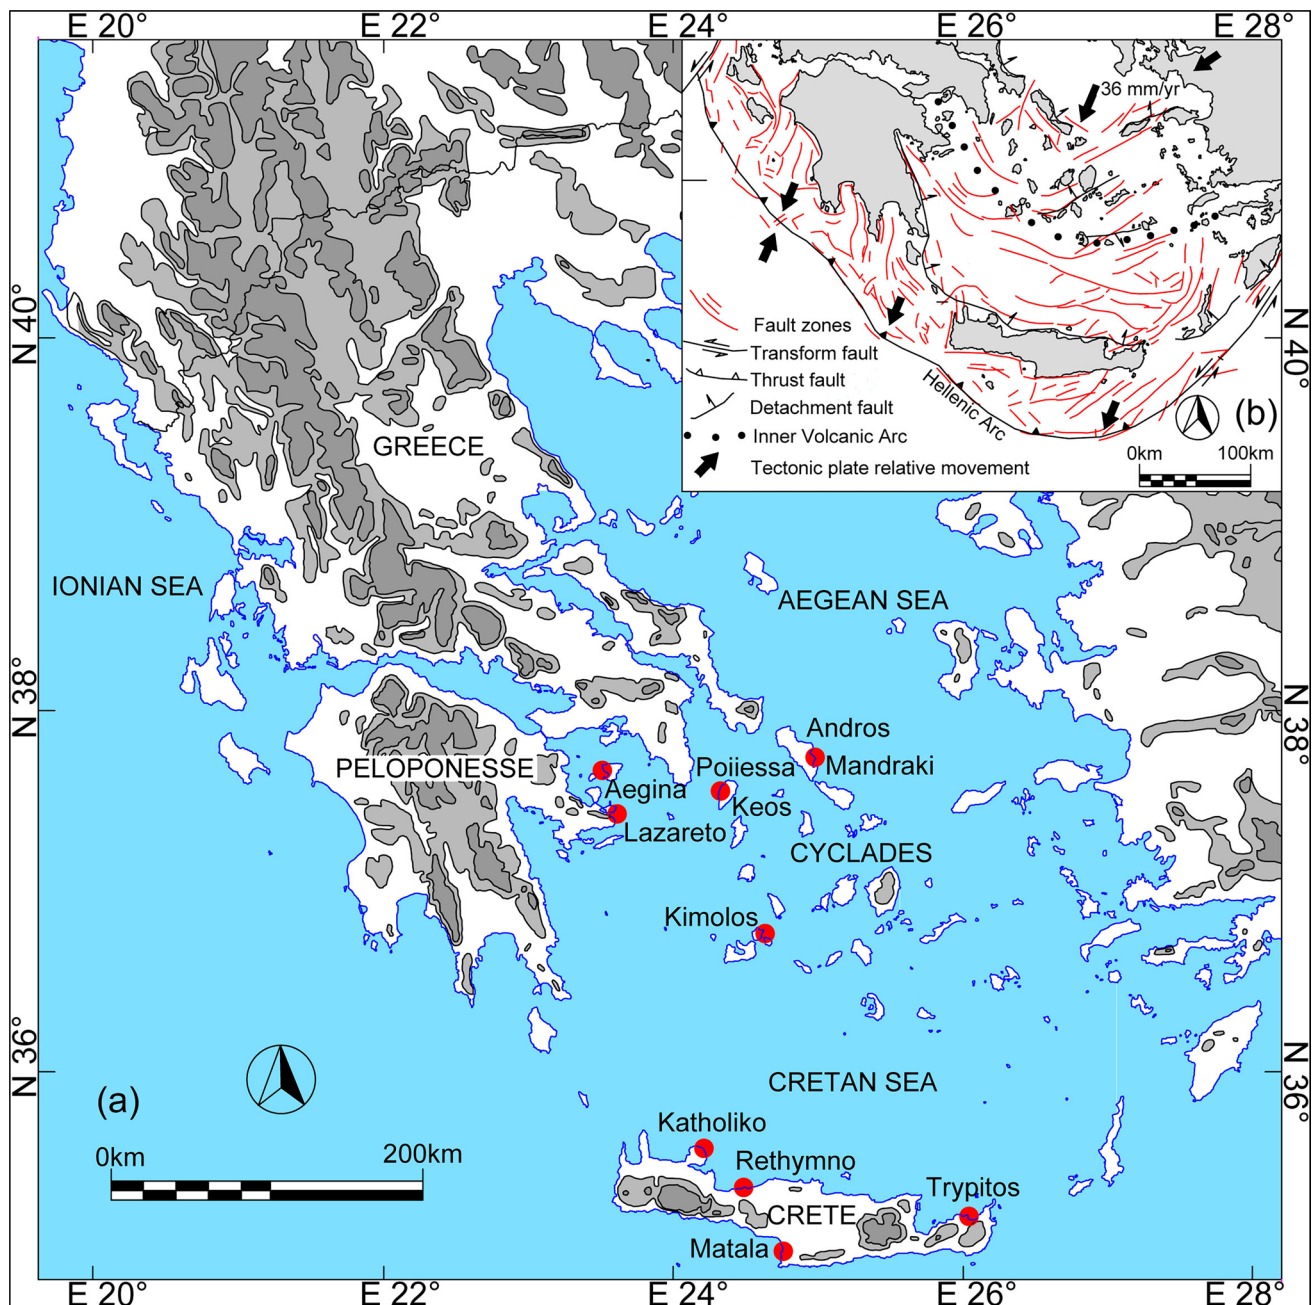 E 20°
E 22°
E 24°
E 26°
E 28°
36 mm/yr
N 40°
N 40°
Fault zones
Transform fault
Thrust fault
Detachment fault
Inner Volcanic Arc
Tectonic plate relative movement
Hellenic Arc
(b)
0km
100km
GREECE
IONIAN SEA
AEGEAN SEA
N 38°
N 38°
PELOPONESSE
Andros
Mandraki
Poiiessa
Keos
Aegina
Lazareto
CYCLADES
Kimolos
N 36°
N 36°
CRETAN SEA
(a)
0km
200km
Katholiko
Rethymno
Trypitos
CRETE
Matala
E 20°
E 22°
E 24°
E 26°
E 28°